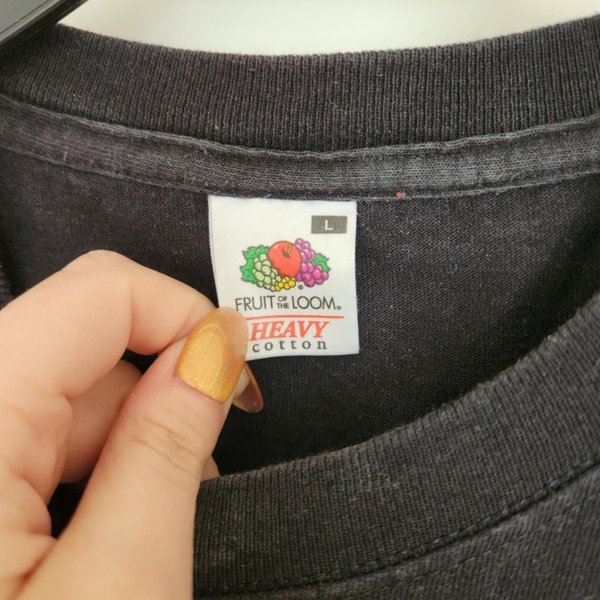 L
FRUIT OF THE LOOM®
HEAVY
cotton